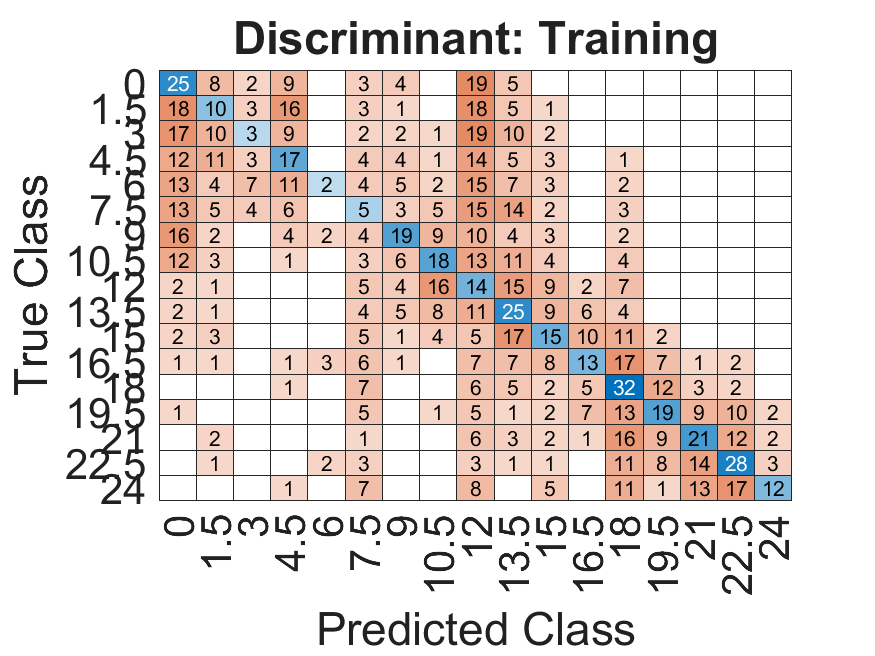 Discriminant: Training
True Class
0 25 8 2 9 3 4 19 5
1.5 18 10 3 16 3 1 18 5 1
3 17 10 3 9 2 2 1 19 10 2
4.5 12 11 3 17 4 4 1 14 5 3 1
6 13 4 7 11 2 4 5 2 15 7 3 2
7.5 13 5 4 6 5 3 5 15 14 2 3
9 16 2 4 2 4 19 9 10 4 3 2
10.5 12 3 1 3 6 18 13 11 4 4
12 2 1 5 4 16 14 15 9 2 7
13.5 2 1 4 5 8 11 25 9 6 4
15 2 3 5 1 4 5 17 15 10 11 2
16.5 1 1 1 3 6 1 7 7 8 13 17 7 1 2
18 1 7 6 5 2 5 32 12 3 2
19.5 1 5 1 5 1 2 7 13 19 9 10 2
21 2 1 6 3 2 1 16 9 21 12 2
22.5 1 2 3 3 1 1 11 8 14 28 3
24 1 7 8 5 11 1 13 17 12
0 1.5 3 4.5 6 7.5 9 10.5 12 13.5 15 16.5 18 19.5 21 22.5 24
Predicted Class